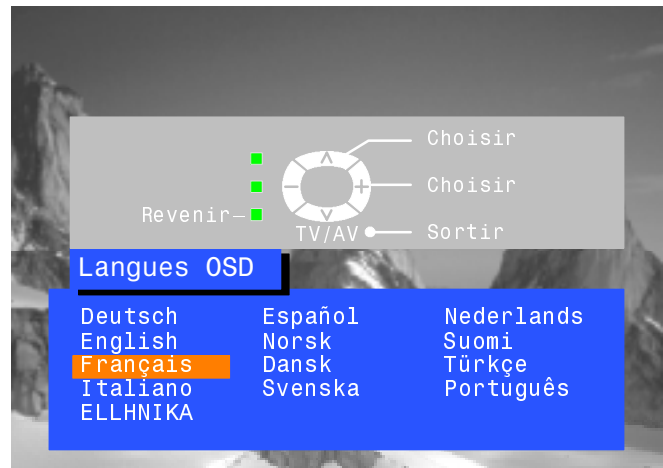 Choisir
Choisir
Revenir
TV/AV Sortir
Langues OSD
Deutsch Español Nederlands
English Norsk Suomi
Français Dansk Türkçe
Italiano Svenska Português
ELLHNIKA